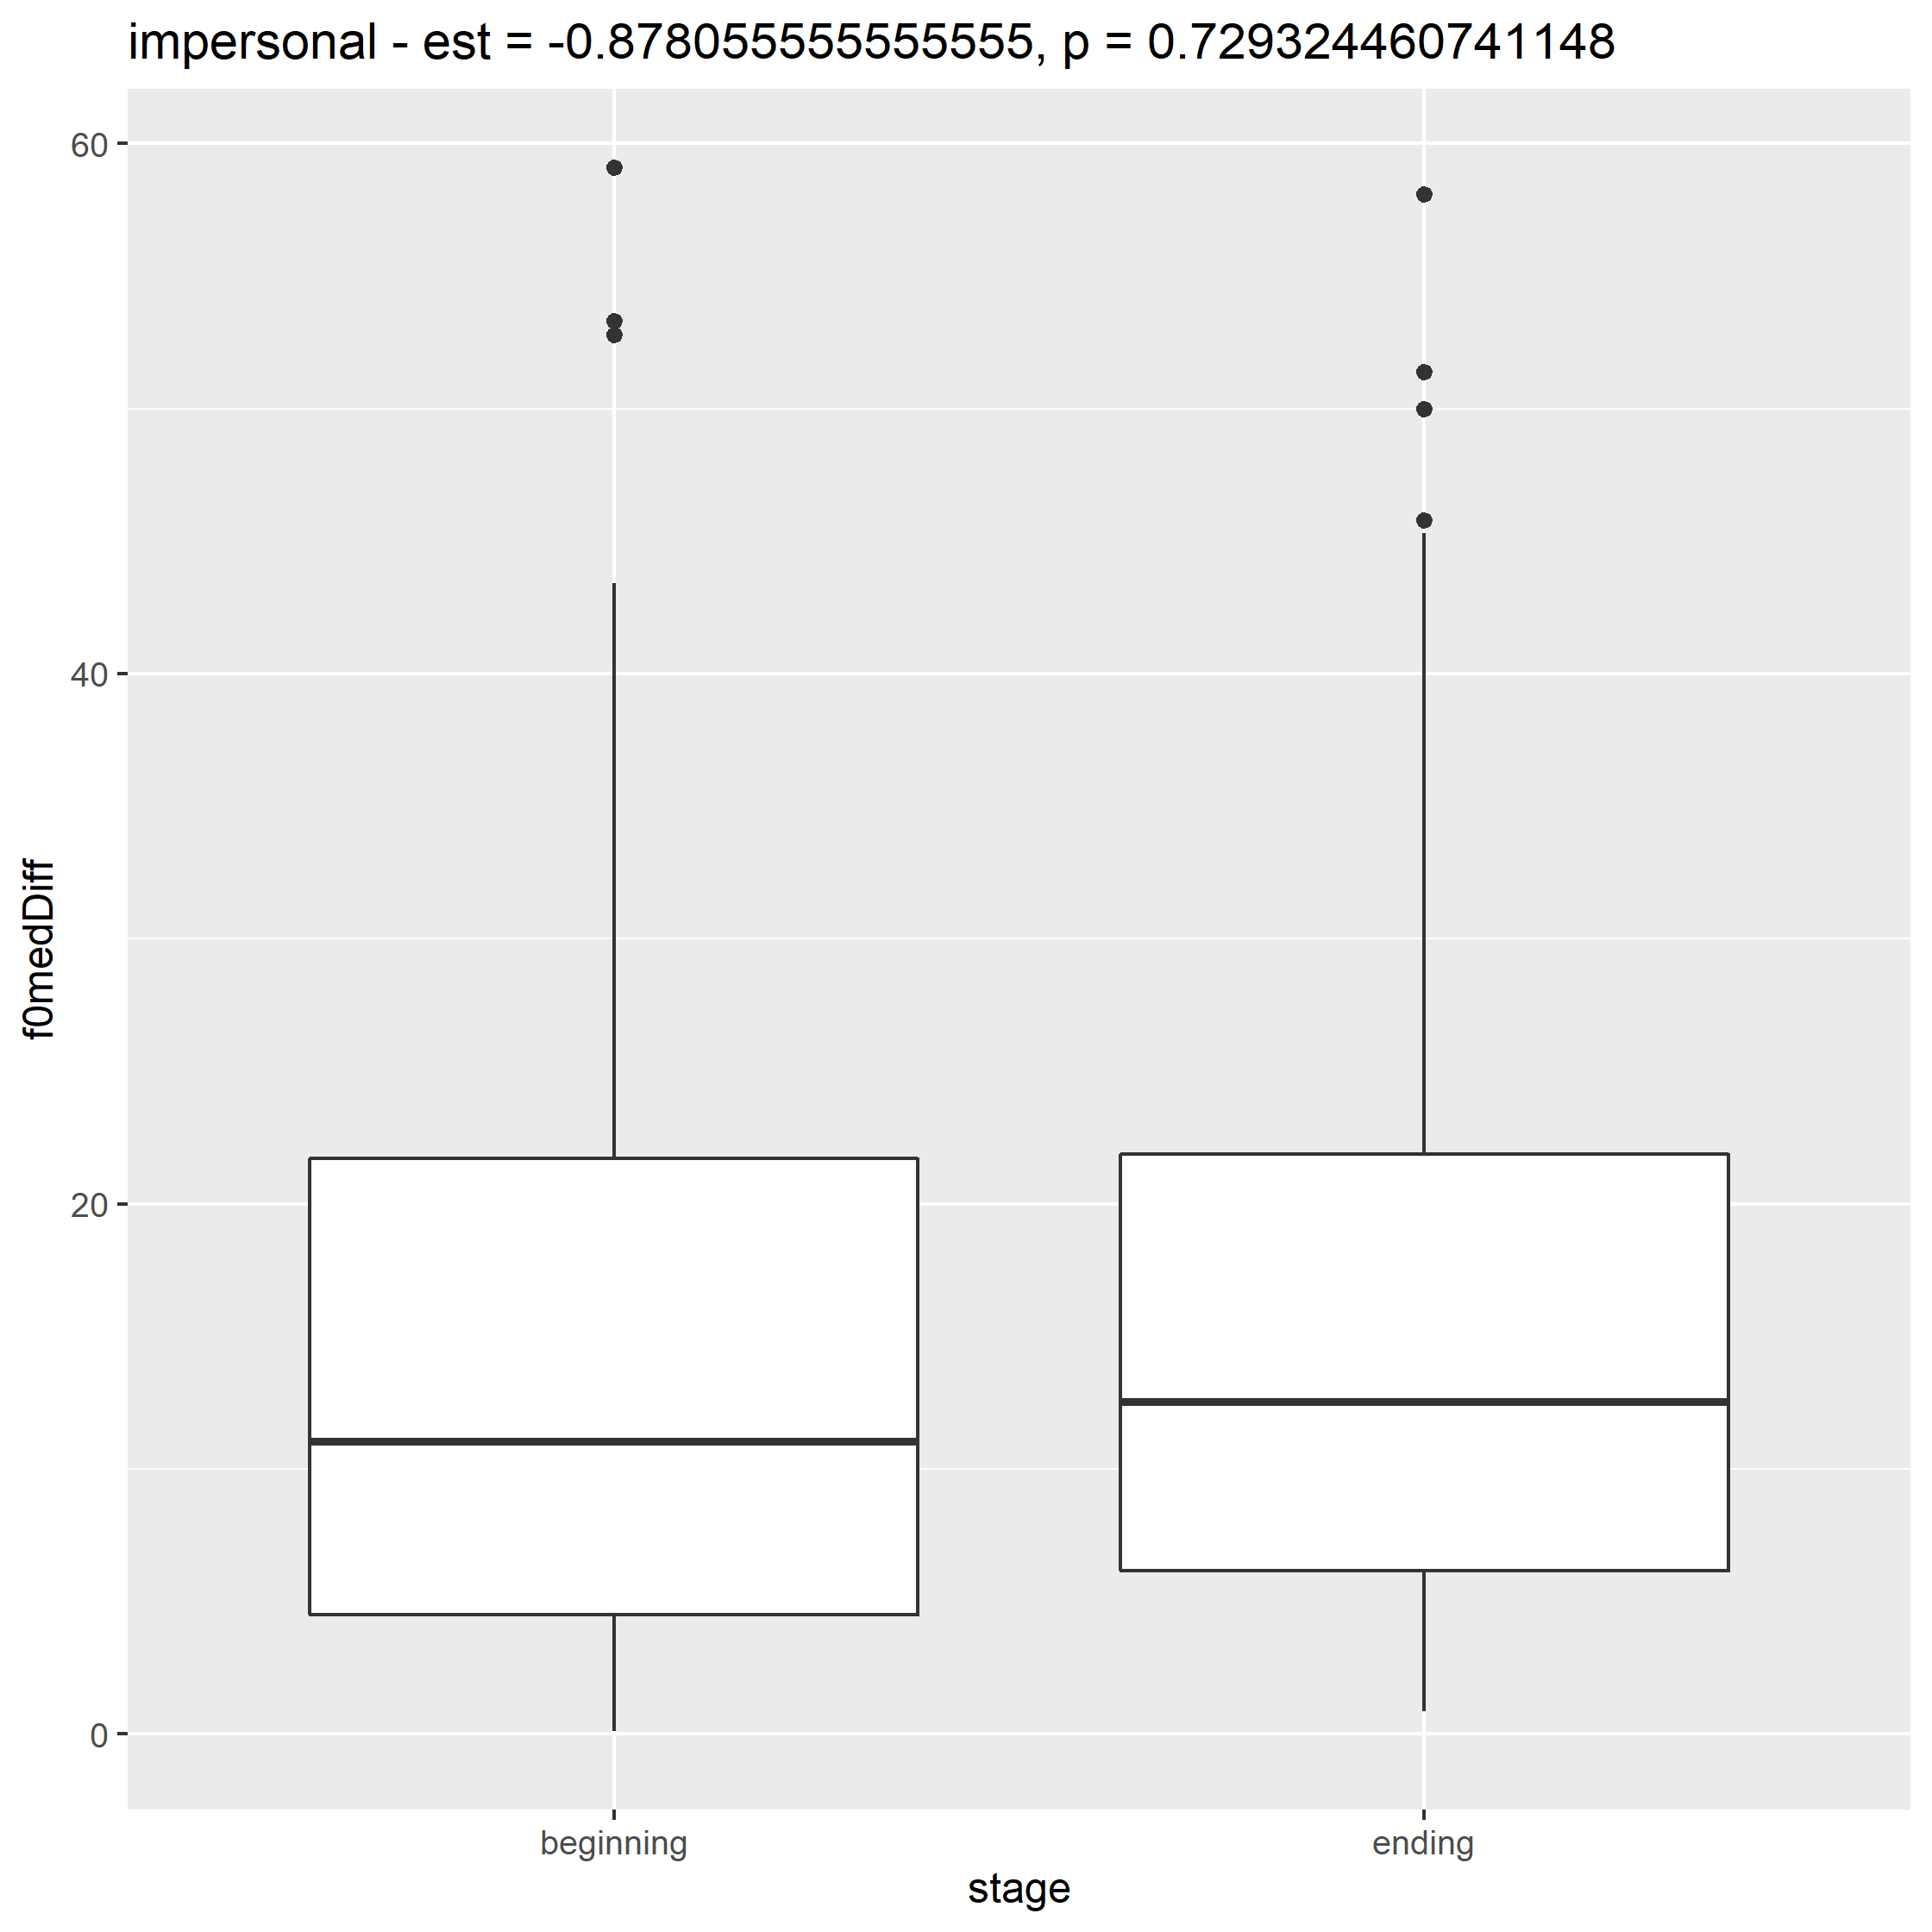 impersonal - est = -0.878055555555555, p = 0.729324460741148
60
40
20
0
f0medDiff
beginning
ending
stage